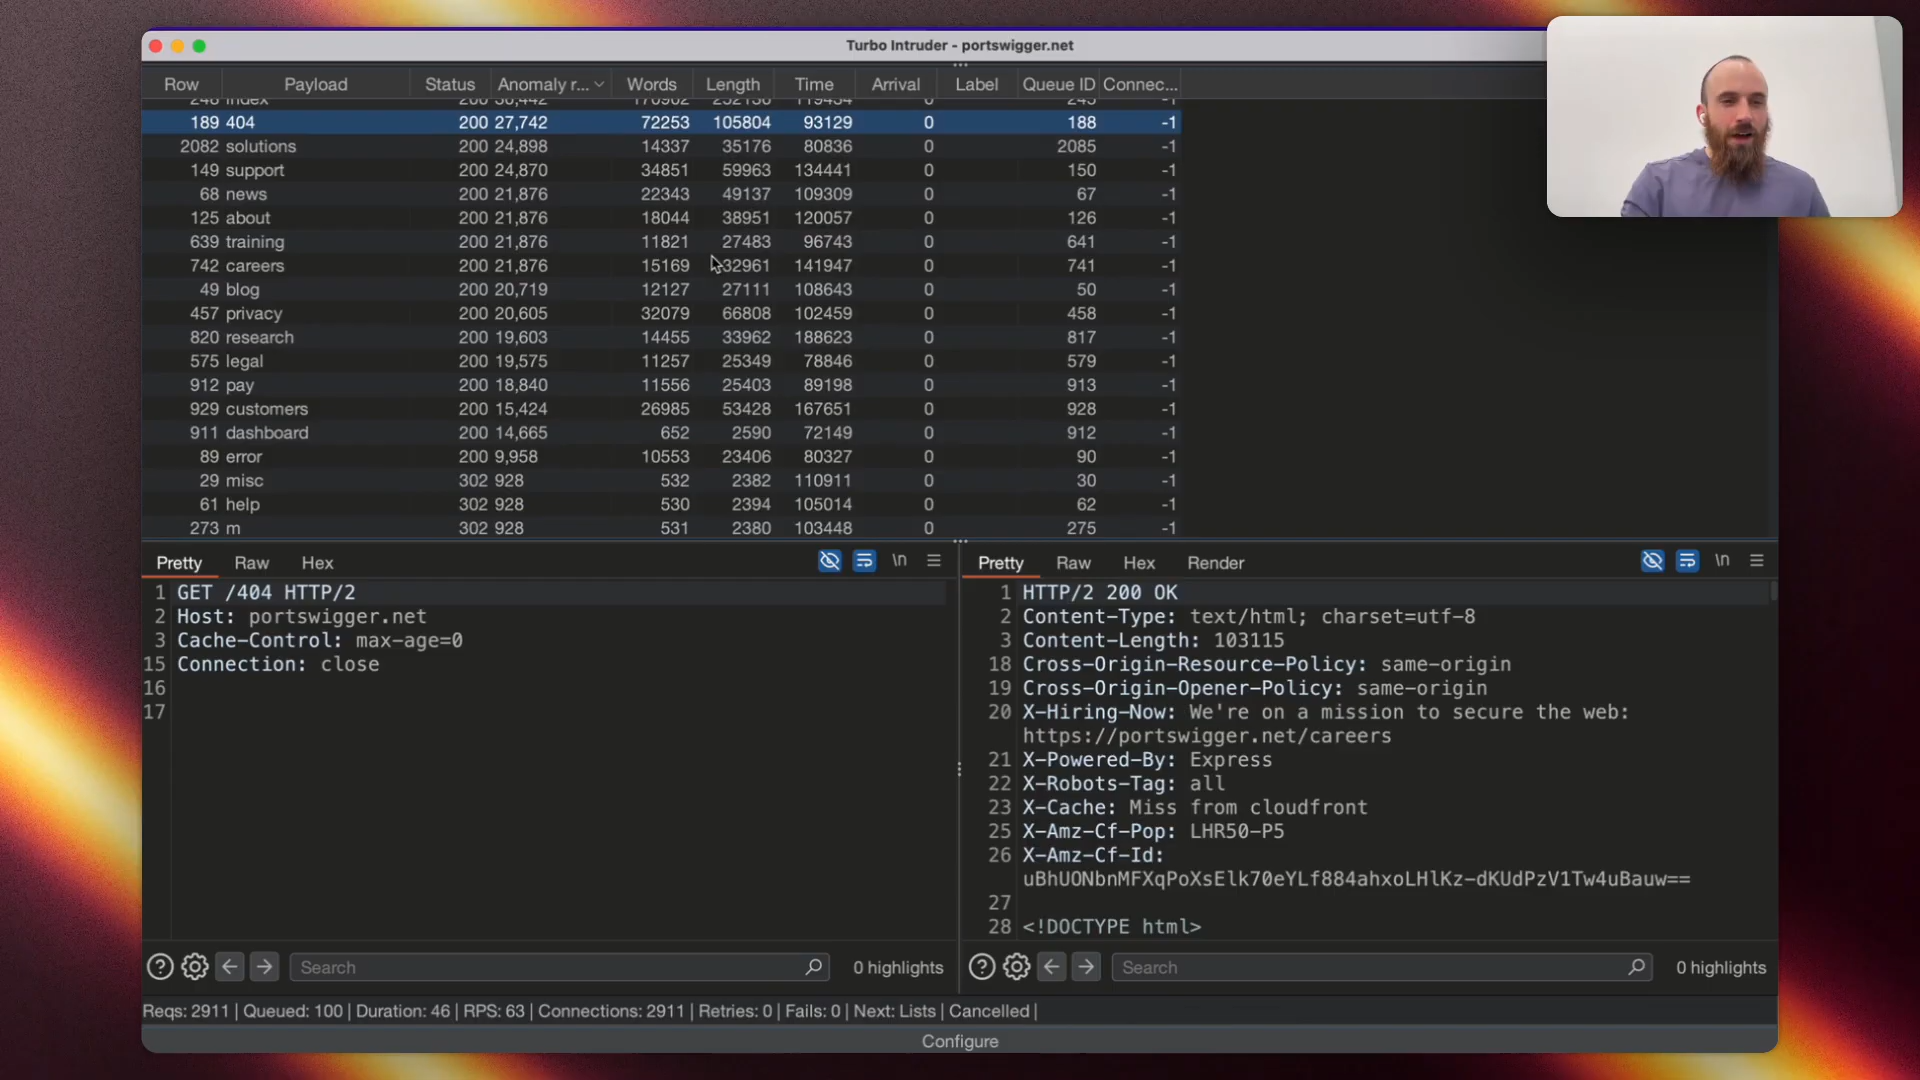 Turbo Intruder - portswigger.net
Row Payload Status Anomaly r... Words Length Time Arrival Label Queue ID Connec...
189 404 200 27,742 72253 105804 93129 0 188 -1
2082 solutions 200 24,898 14337 35176 80836 0 2085 -1
149 support 200 24,870 34851 59963 134441 0 150 -1
68 news 200 21,876 22343 49137 109309 0 67 -1
125 about 200 21,876 18044 38951 120057 0 126 -1
639 training 200 21,876 11821 27483 96743 0 641 -1
742 careers 200 21,876 15169 32961 141947 0 741 -1
49 blog 200 20,719 12127 27111 108643 0 50 -1
457 privacy 200 20,605 32079 66808 102459 0 458 -1
820 research 200 19,603 14455 33962 188623 0 817 -1
575 legal 200 19,575 11257 25349 78846 0 579 -1
912 pay 200 18,840 11556 25403 89198 0 913 -1
929 customers 200 15,424 26985 53428 167651 0 928 -1
911 dashboard 200 14,665 652 2590 72149 0 912 -1
89 error 200 9,958 10553 23406 80327 0 90 -1
29 misc 302 928 532 2382 110911 0 30 -1
61 help 302 928 530 2394 105014 0 62 -1
273 m 302 928 531 2380 103448 0 275 -1
Pretty Raw Hex \n
1 GET /404 HTTP/2
2 Host: portswigger.net
3 Cache-Control: max-age=0
15 Connection: close
16
17
Search 0 highlights
Pretty Raw Hex Render \n
1 HTTP/2 200 OK
2 Content-Type: text/html; charset=utf-8
3 Content-Length: 103115
18 Cross-Origin-Resource-Policy: same-origin
19 Cross-Origin-Opener-Policy: same-origin
20 X-Hiring-Now: We're on a mission to secure the web:
https://portswigger.net/careers
21 X-Powered-By: Express
22 X-Robots-Tag: all
23 X-Cache: Miss from cloudfront
25 X-Amz-Cf-Pop: LHR50-P5
26 X-Amz-Cf-Id:
uBhUONbnMFXqPoXsElk70eYLf884ahxoLHlKz-dKUdPzV1Tw4uBauw==
27
28 <!DOCTYPE html>
Search 0 highlights
Reqs: 2911 | Queued: 100 | Duration: 46 | RPS: 63 | Connections: 2911 | Retries: 0 | Fails: 0 | Next: Lists | Cancelled |
Configure